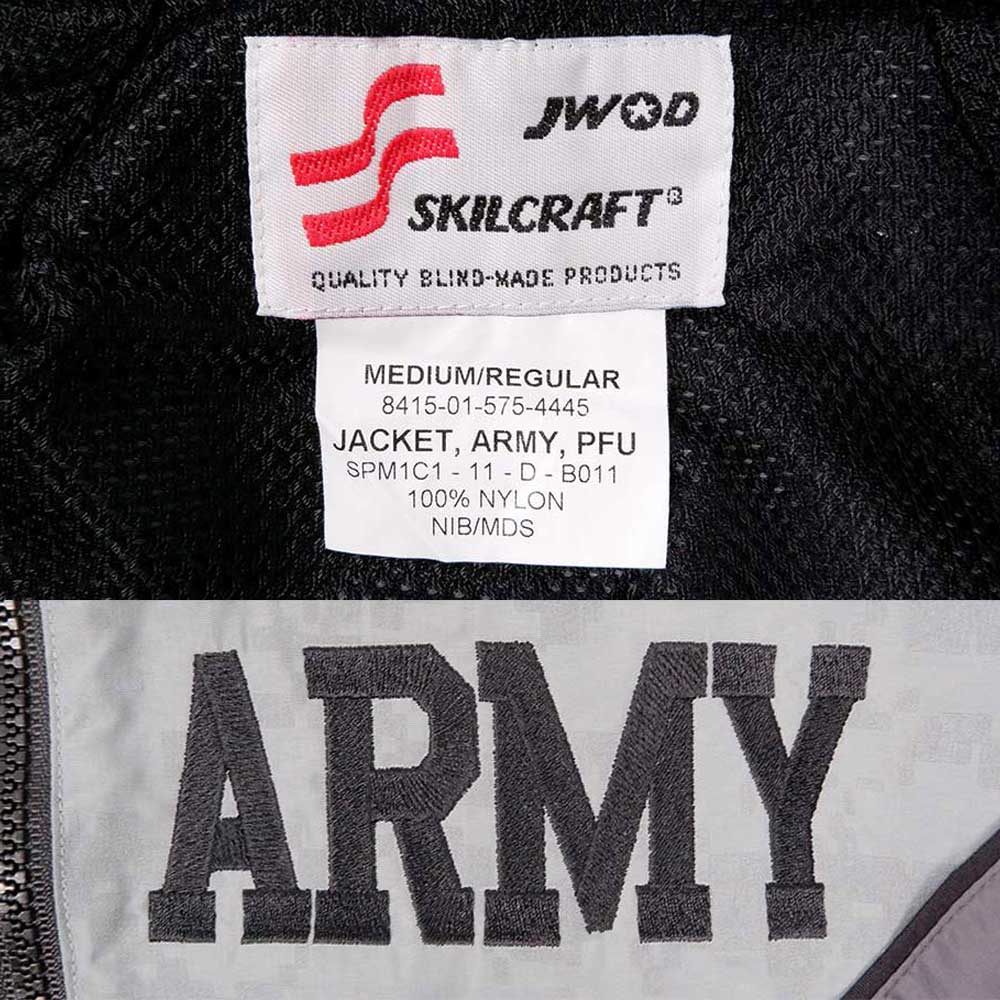 JWOD
SKILCRAFT®
QUALITY BLIND-MADE PRODUCTS
MEDIUM/REGULAR
8415-01-575-4445
JACKET, ARMY, PFU
SPM1C1 - 11 - D - B011
100% NYLON
NIB/MDS
ARMY